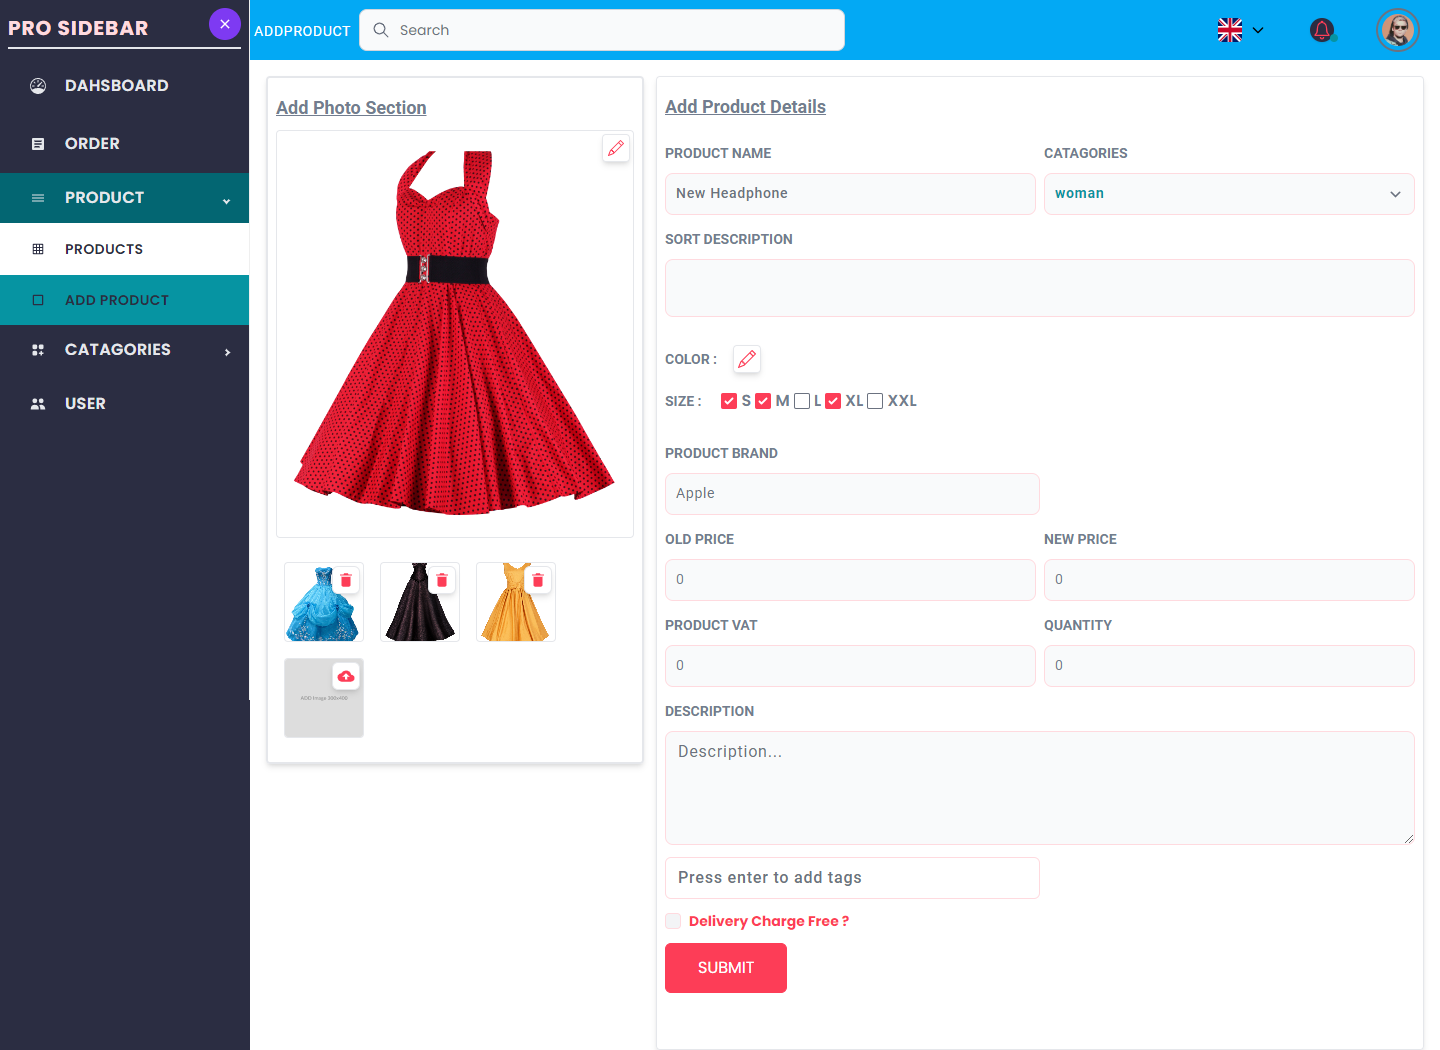 PRO SIDEBAR
DAHSBOARD
ORDER
PRODUCT
PRODUCTS
ADD PRODUCT
CATAGORIES
USER
ADDPRODUCT
Search
Add Photo Section
ADD Image 300x400
Add Product Details
PRODUCT NAME
CATAGORIES
New Headphone
woman
SORT DESCRIPTION
COLOR :
SIZE : S M L XL XXL
PRODUCT BRAND
Apple
OLD PRICE
NEW PRICE
0
0
PRODUCT VAT
QUANTITY
0
0
DESCRIPTION
Description...
Press enter to add tags
Delivery Charge Free ?
SUBMIT